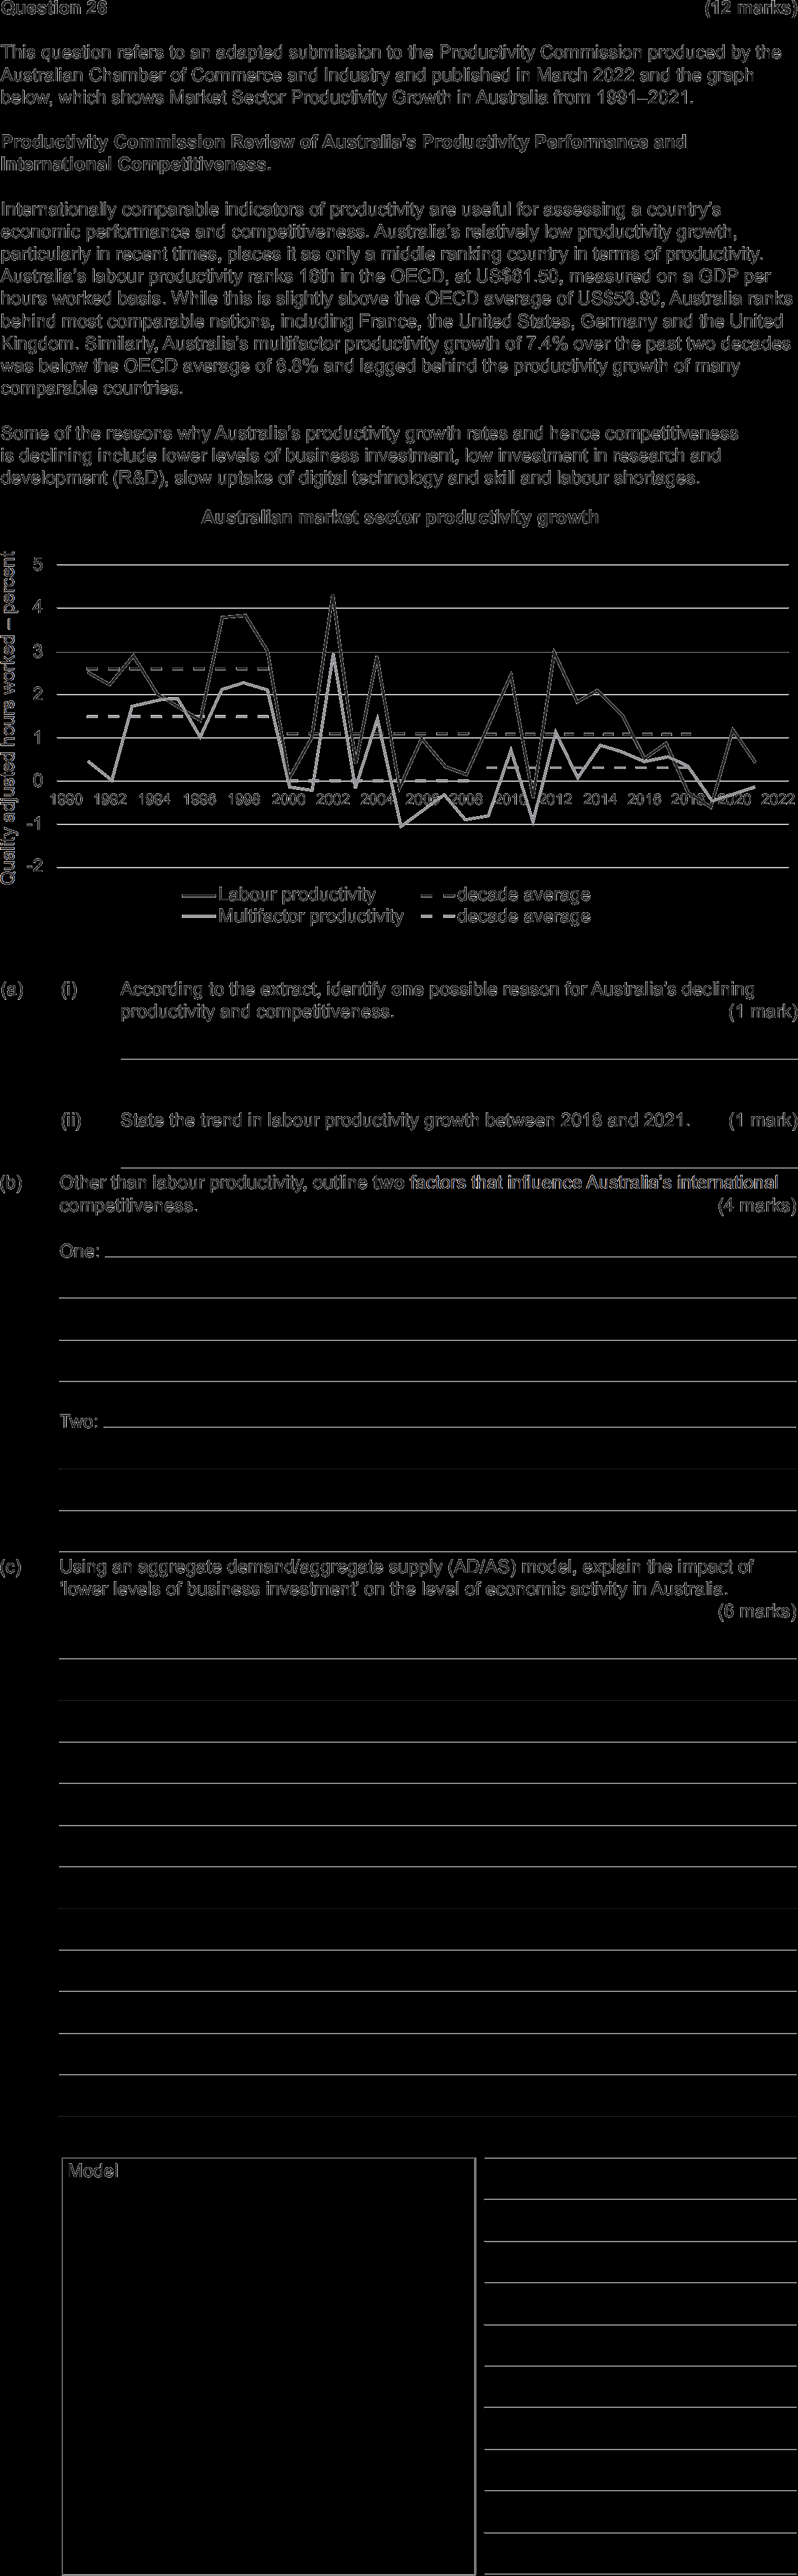 Question 26 (12 marks)
This question refers to an adapted submission to the Productivity Commission produced by the
Australian Chamber of Commerce and Industry and published in March 2022 and the graph
below, which shows Market Sector Productivity Growth in Australia from 1991–2021.
Productivity Commission Review of Australia's Productivity Performance and
International Competitiveness.
Internationally comparable indicators of productivity are useful for assessing a country's
economic performance and competitiveness. Australia's relatively low productivity growth,
particularly in recent times, places it as only a middle ranking country in terms of productivity.
Australia's labour productivity ranks 16th in the OECD, at US$61.50, measured on a GDP per
hours worked basis. While this is slightly above the OECD average of US$56.90, Australia ranks
behind most comparable nations, including France, the United States, Germany and the United
Kingdom. Similarly, Australia's multifactor productivity growth of 7.4% over the past two decades
was below the OECD average of 8.8% and lagged behind the productivity growth of many
comparable countries.
Some of the reasons why Australia's productivity growth rates and hence competitiveness
is declining include lower levels of business investment, low investment in research and
development (R&D), slow uptake of digital technology and skill and labour shortages.
Australian market sector productivity growth
Quality adjusted hours worked – percent
5
4
3
2
1
0
1990 1992 1994 1996 1998 2000 2002 2004 2006 2008 2010 2012 2014 2016 2018 2020 2022
-1
-2
Labour productivity decade average
Multifactor productivity decade average
(a) (i) According to the extract, identify one possible reason for Australia's declining
productivity and competitiveness. (1 mark)
(ii) State the trend in labour productivity growth between 2018 and 2021. (1 mark)
(b) Other than labour productivity, outline two factors that influence Australia's international
competitiveness. (4 marks)
One:
Two:
(c) Using an aggregate demand/aggregate supply (AD/AS) model, explain the impact of
'lower levels of business investment' on the level of economic activity in Australia.
(6 marks)
Model